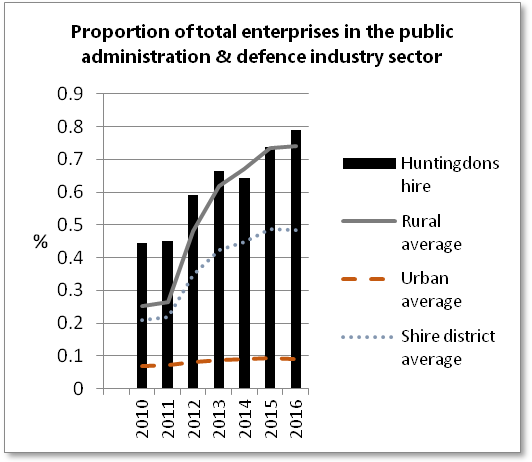 Proportion of total enterprises in the public
administration & defence industry sector
0.9
0.8
0.7
0.6
0.5
0.4
0.3
0.2
0.1
0
%
2010
2011
2012
2013
2014
2015
2016
Huntingdons
hire
Rural
average
Urban
average
Shire district
average